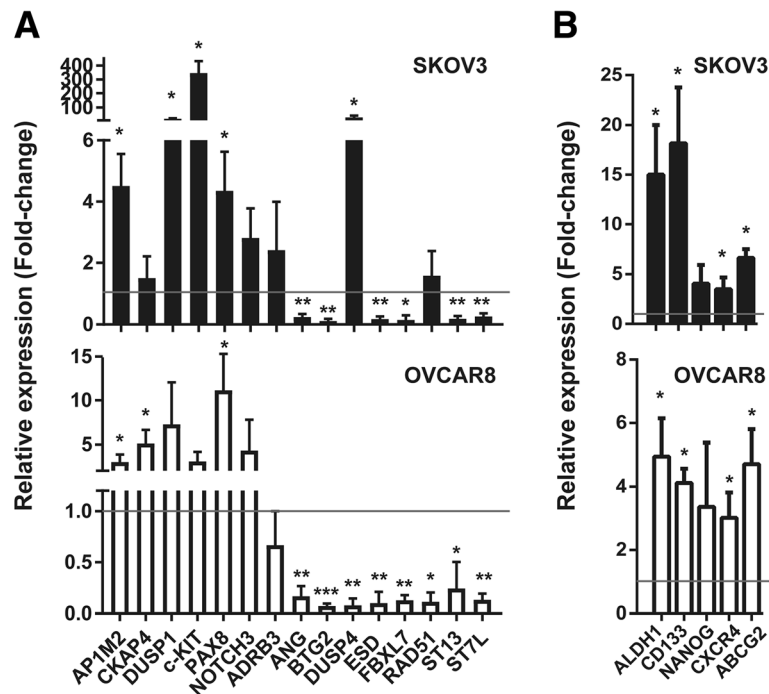 A
SKOV3
400
300
200
100
6
4
2
0
* * * * * ** ** * ** * ** **
Relative expression (Fold-change)
OVCAR8
15
10
5
1.0
0.5
0.0
* * * ** *** ** ** ** * * **
AP1M2
CKAP4
DUSP1
c-KIT
PAX8
NOTCH3
ADRB3
ANG
BTG2
DUSP4
ESD
FBXL7
RAD51
ST13
ST7L
B
SKOV3
25
20
15
10
5
0
* * * *
Relative expression (Fold-change)
OVCAR8
8
6
4
2
0
* * * *
ALDH1
CD133
NANOG
CXCR4
ABCG2